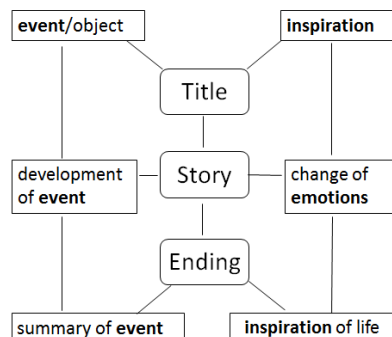 event/object
inspiration
Title
development
of event
Story
change of
emotions
Ending
summary of event
inspiration of life